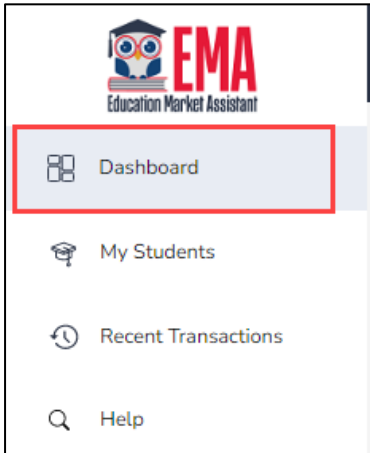 EMA
Education Market Assistant
Dashboard
My Students
Recent Transactions
Help